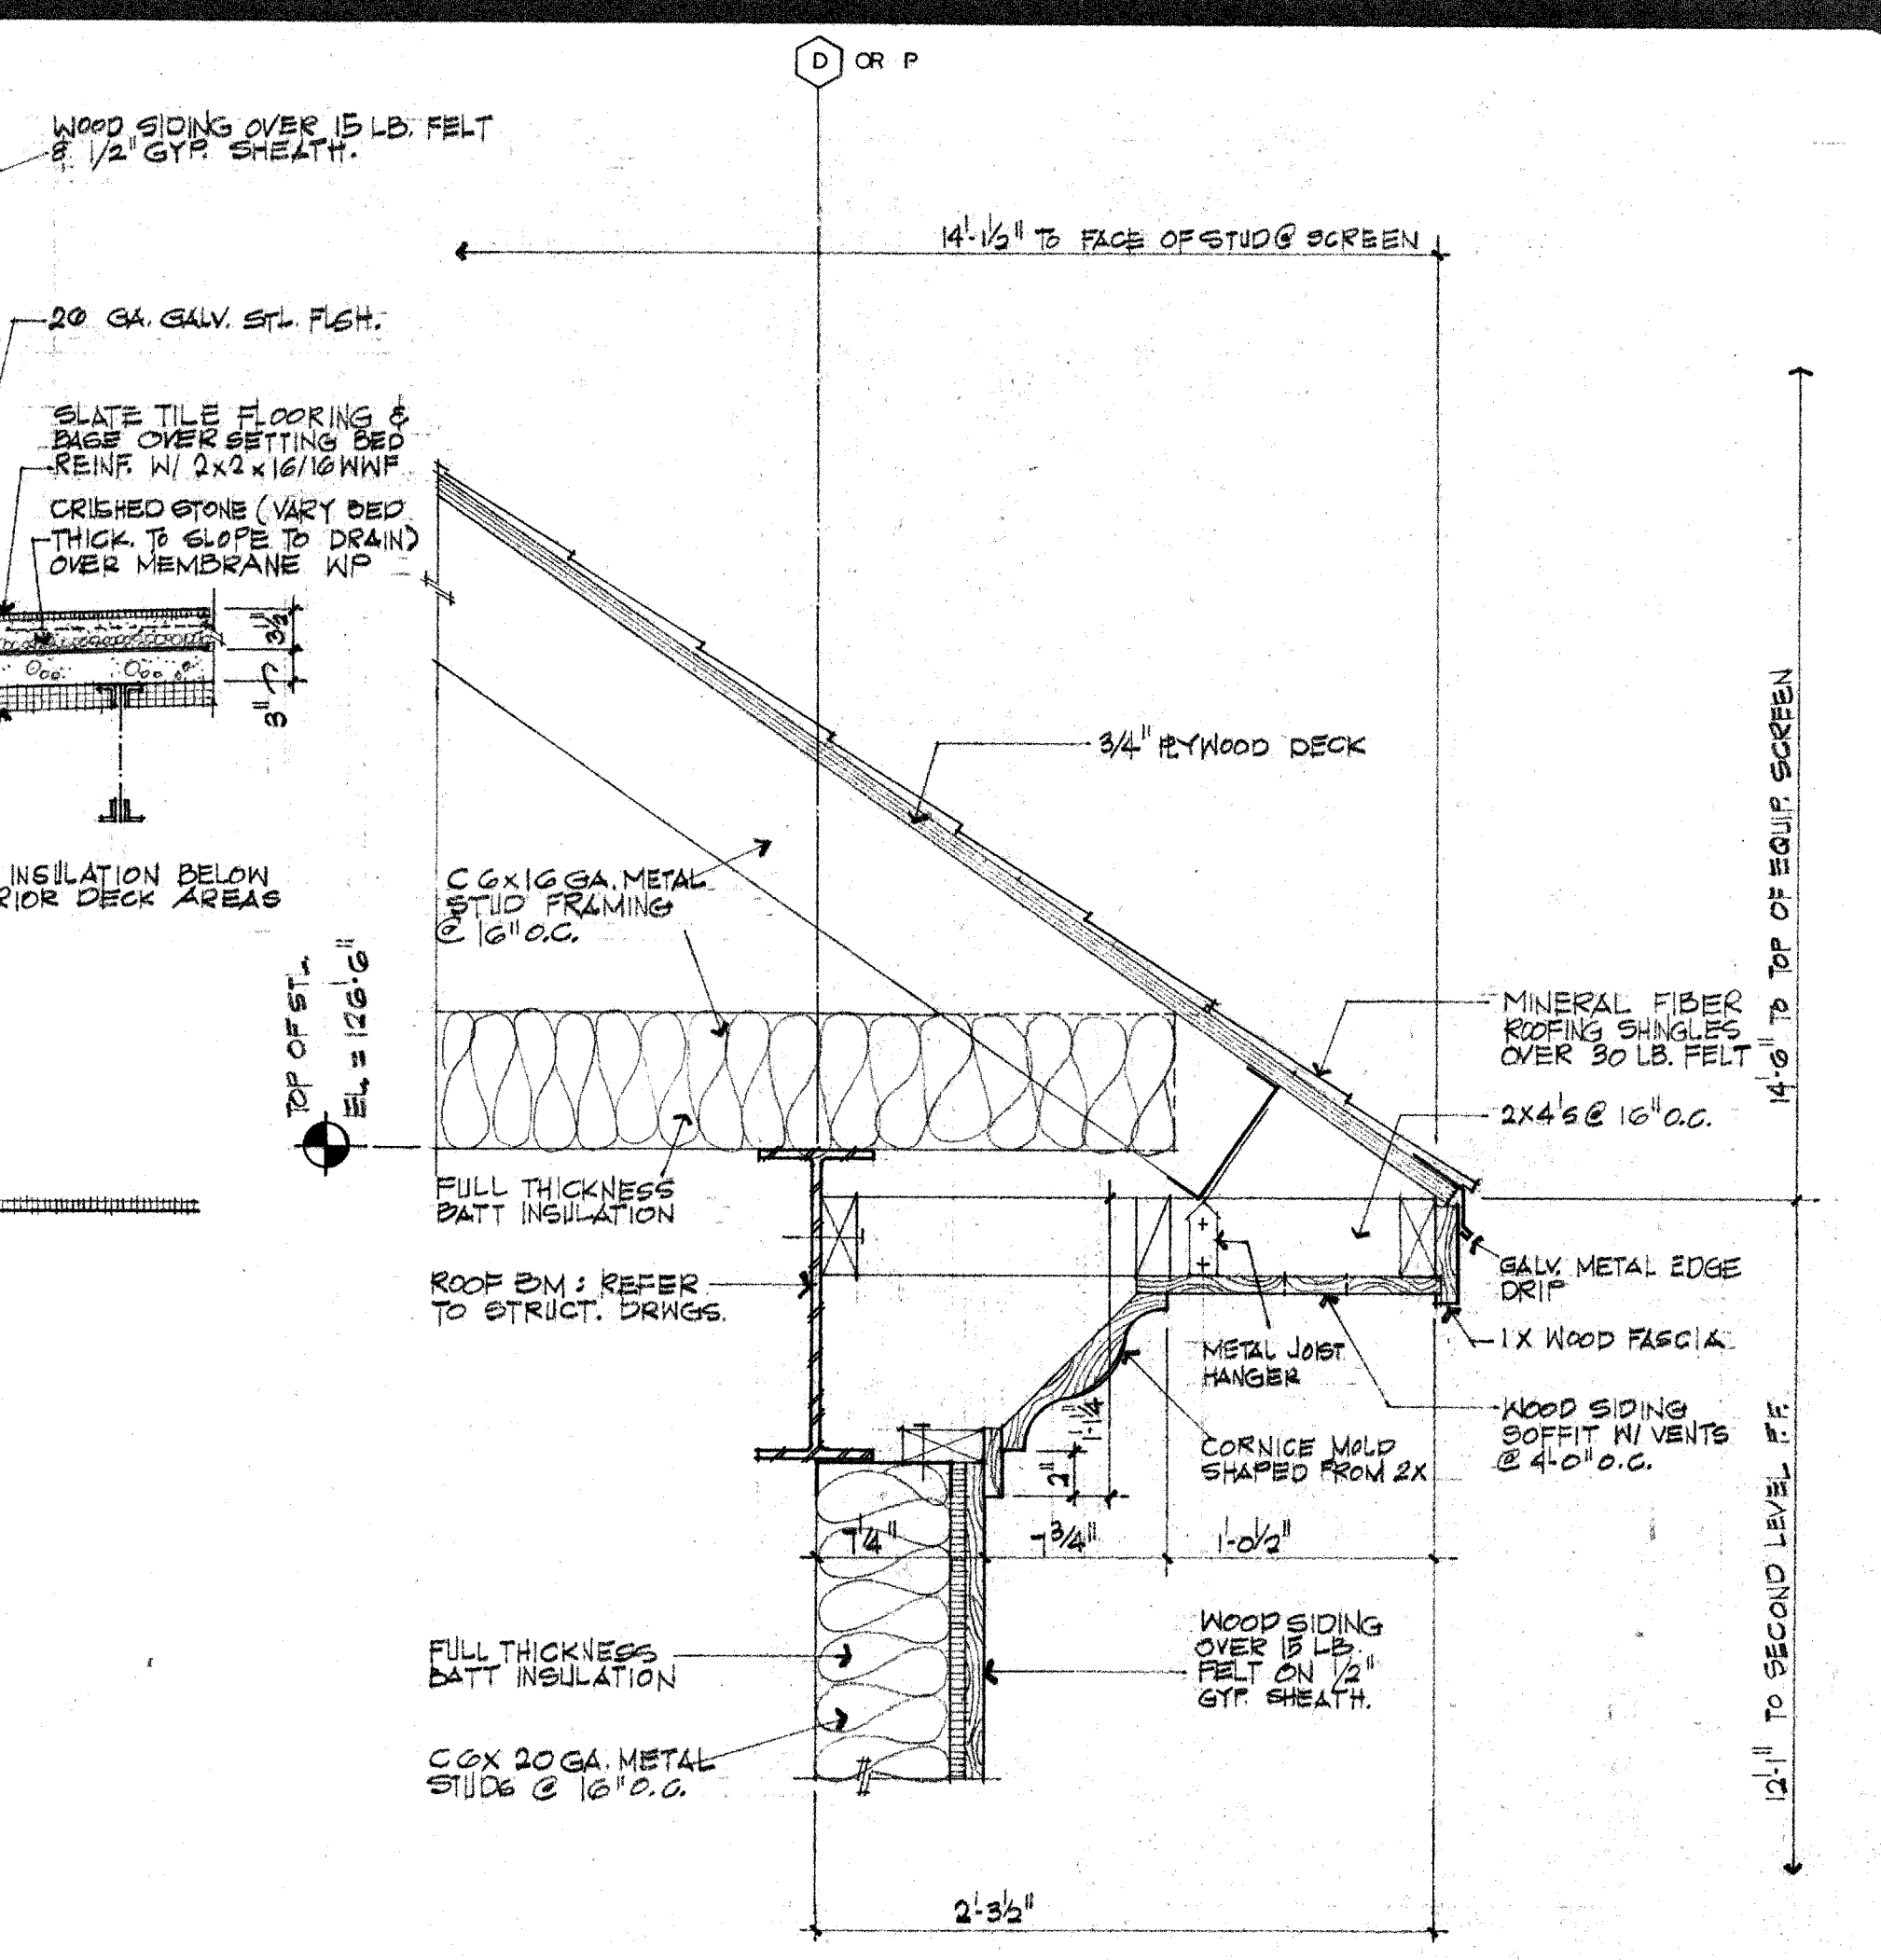 D OR P
WOOD SIDING OVER 15 LB. FELT
& 1/2" GYP. SHEATH.
14'-1/2" TO FACE OF STUD @ SCREEN
20 GA. GALV. STL. FLSH.
SLATE TILE FLOORING &
BASE OVER SETTING BED
REINF. W/ 2x2x16/16 WWF
CRUSHED STONE (VARY BED
THICK. TO SLOPE TO DRAIN)
OVER MEMBRANE WP
3 1/2"
3"
INSULATION BELOW
RIOR DECK AREAS
3/4" PLYWOOD DECK
C 6x16 GA. METAL
STUD FRAMING
@ 16" O.C.
TOP OF STL.
EL. = 126'-6"
14'-6" TO TOP OF EQUIP. SCREEN
MINERAL FIBER
ROOFING SHINGLES
OVER 30 LB. FELT
2X4'S @ 16" O.C.
FULL THICKNESS
BATT INSULATION
ROOF BM: REFER
TO STRUCT. DRWGS.
GALV. METAL EDGE
DRIP
1X WOOD FASCIA
METAL JOIST
HANGER
WOOD SIDING
SOFFIT W/ VENTS
@ 4'-0" O.C.
CORNICE MOLD
SHAPED FROM 2X
1'-1 1/4"
2"
7 1/4"
7 3/4"
1'-0 1/2"
12'-1" TO SECOND LEVEL F.F.
FULL THICKNESS
BATT INSULATION
WOOD SIDING
OVER 15 LB.
FELT ON 1/2"
GYP. SHEATH.
C 6X 20 GA. METAL
STUDS @ 16" O.C.
2'-3 1/2"